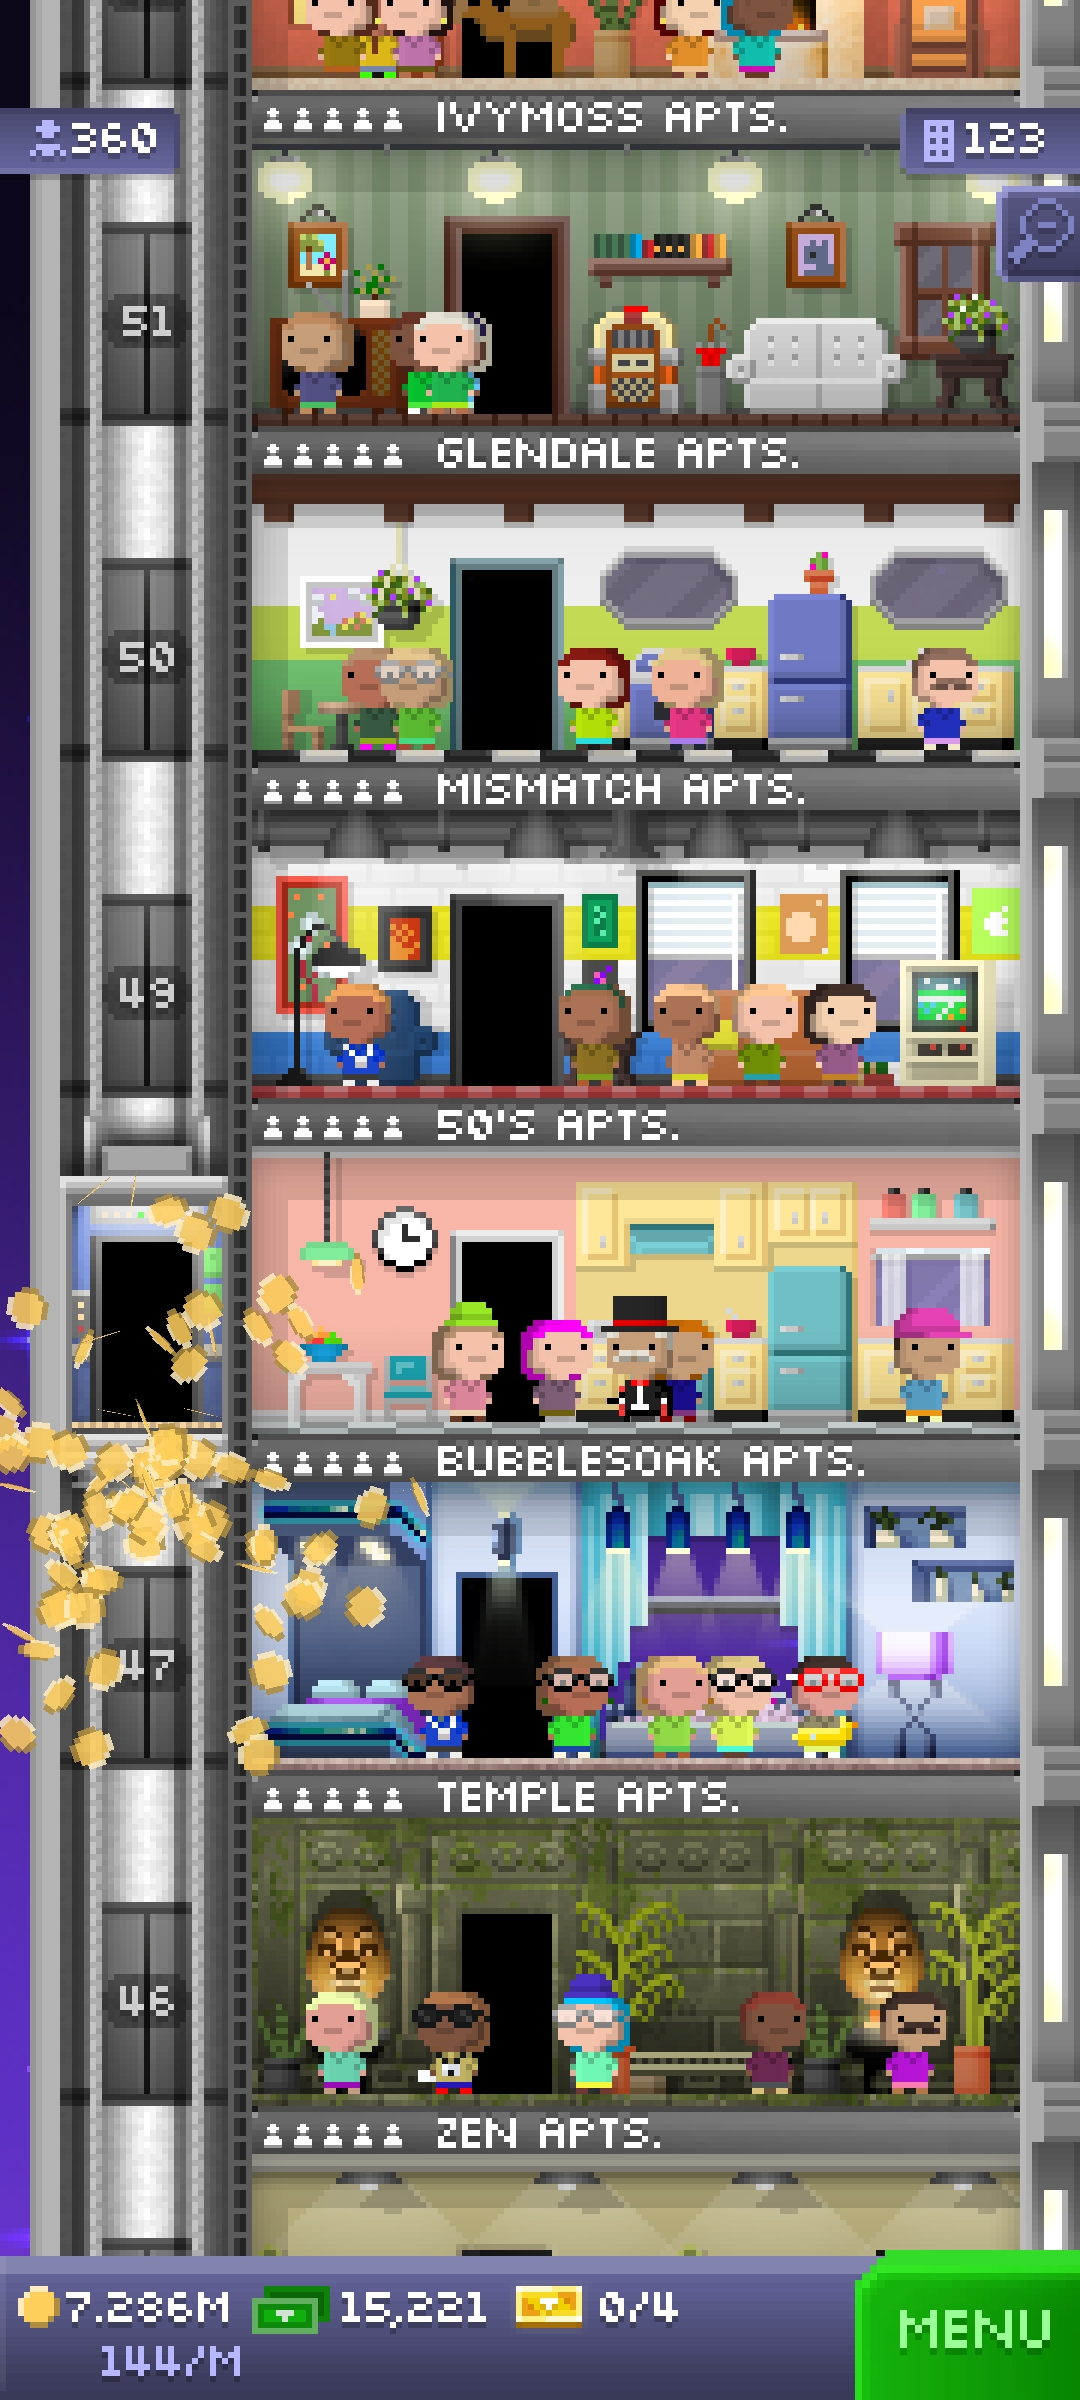 IVYMOSS APTS.
360
123
51
GLENDALE APTS.
50
MISMATCH APTS.
49
50'S APTS.
BUBBLESOAK APTS.
47
TEMPLE APTS.
46
ZEN APTS.
7.286M 15,221 0/4
144/M
MENU